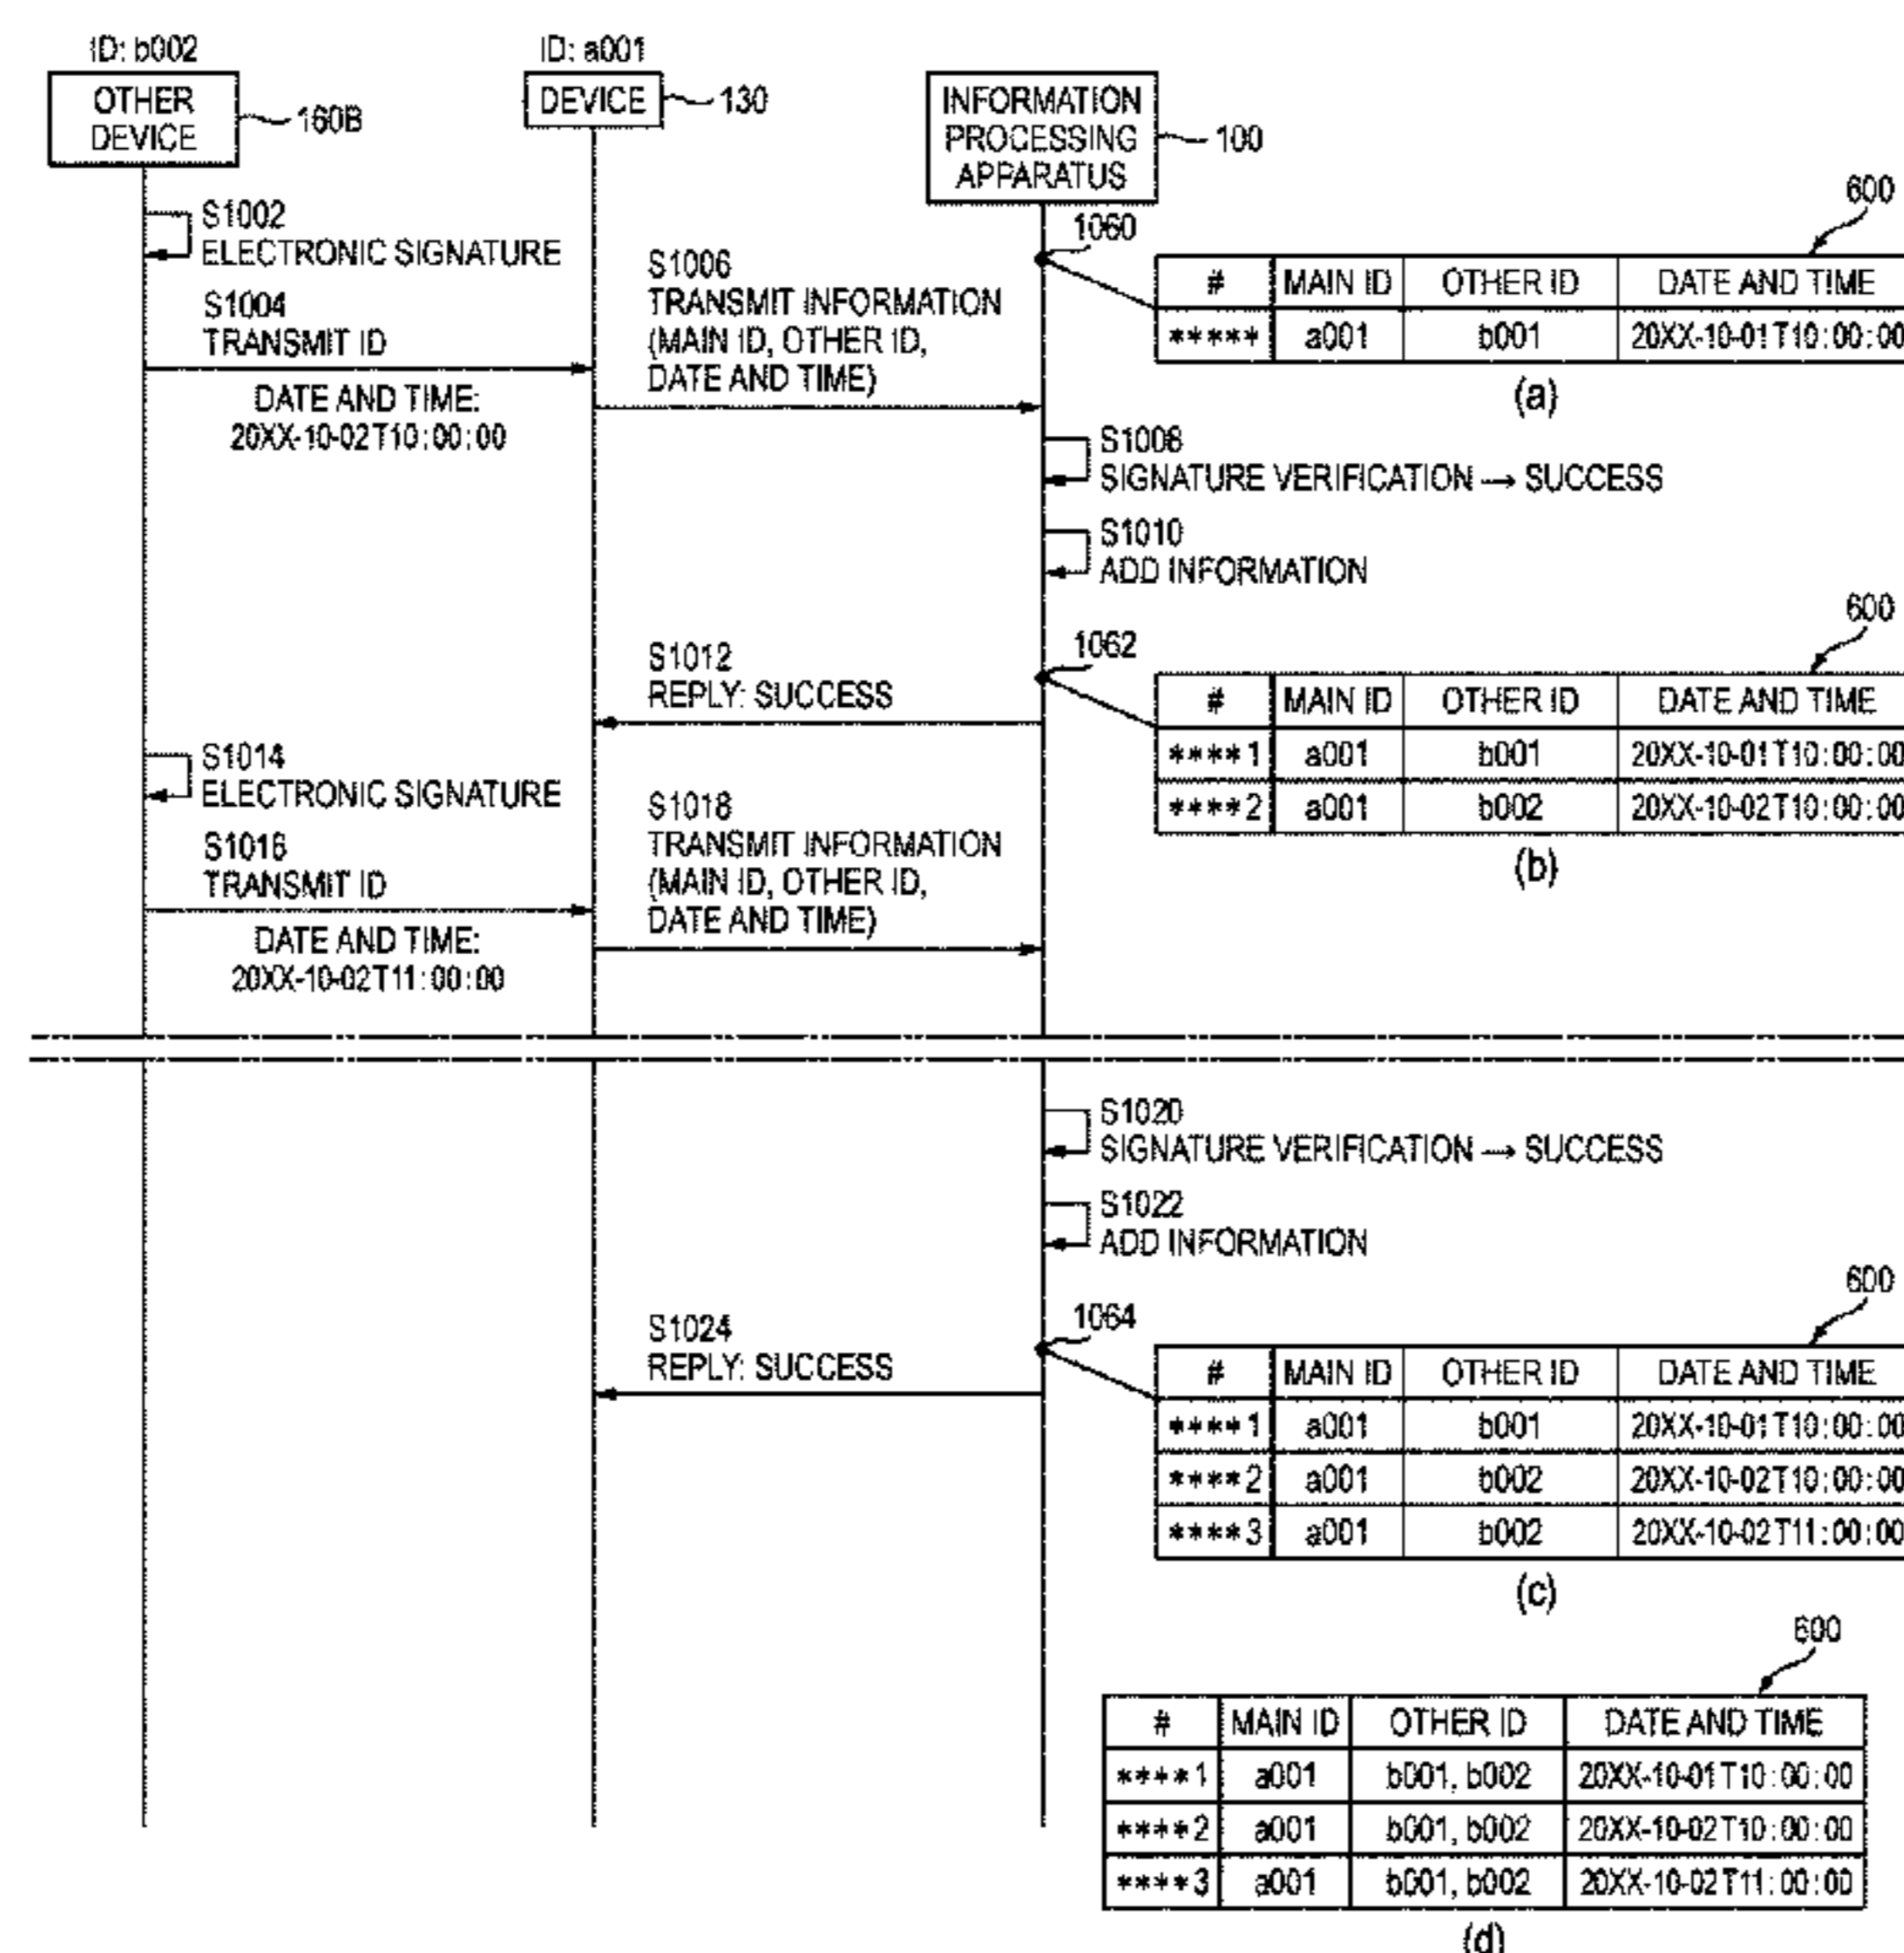 ID: b002
OTHER
DEVICE
160B
ID: a001
DEVICE
130
INFORMATION
PROCESSING
APPARATUS
100
S1002
ELECTRONIC SIGNATURE
S1004
TRANSMIT ID
DATE AND TIME:
20XX-10-02T10:00:00
S1006
TRANSMIT INFORMATION
(MAIN ID, OTHER ID,
DATE AND TIME)
1060
600
# MAIN ID OTHER ID DATE AND TIME
***** a001 b001 20XX-10-01T10:00:00
(a)
S1008
SIGNATURE VERIFICATION → SUCCESS
S1010
ADD INFORMATION
S1012
REPLY: SUCCESS
1062
600
# MAIN ID OTHER ID DATE AND TIME
****1 a001 b001 20XX-10-01T10:00:00
****2 a001 b002 20XX-10-02T10:00:00
(b)
S1014
ELECTRONIC SIGNATURE
S1016
TRANSMIT ID
DATE AND TIME:
20XX-10-02T11:00:00
S1018
TRANSMIT INFORMATION
(MAIN ID, OTHER ID,
DATE AND TIME)
S1020
SIGNATURE VERIFICATION → SUCCESS
S1022
ADD INFORMATION
S1024
REPLY: SUCCESS
1064
600
# MAIN ID OTHER ID DATE AND TIME
****1 a001 b001 20XX-10-01T10:00:00
****2 a001 b002 20XX-10-02T10:00:00
****3 a001 b002 20XX-10-02T11:00:00
(c)
600
# MAIN ID OTHER ID DATE AND TIME
****1 a001 b001, b002 20XX-10-01T10:00:00
****2 a001 b001, b002 20XX-10-02T10:00:00
****3 a001 b001, b002 20XX-10-02T11:00:00
(d)